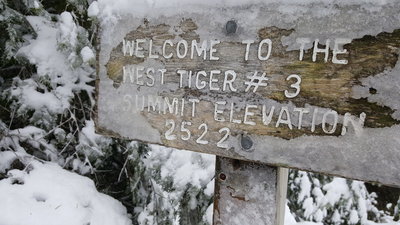 WELCOME TO THE
WEST TIGER # 3
SUMMIT ELEVATION
2522